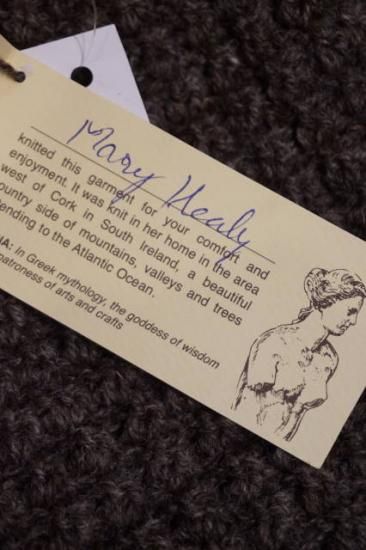 Mary Healy
knitted this garment for your comfort and
enjoyment. It was knit in her home in the area
west of Cork in South Ireland, a beautiful
ountry side of mountains, valleys and trees
ending to the Atlantic Ocean.
IA: In Greek mythology, the goddess of wisdom
patroness of arts and crafts